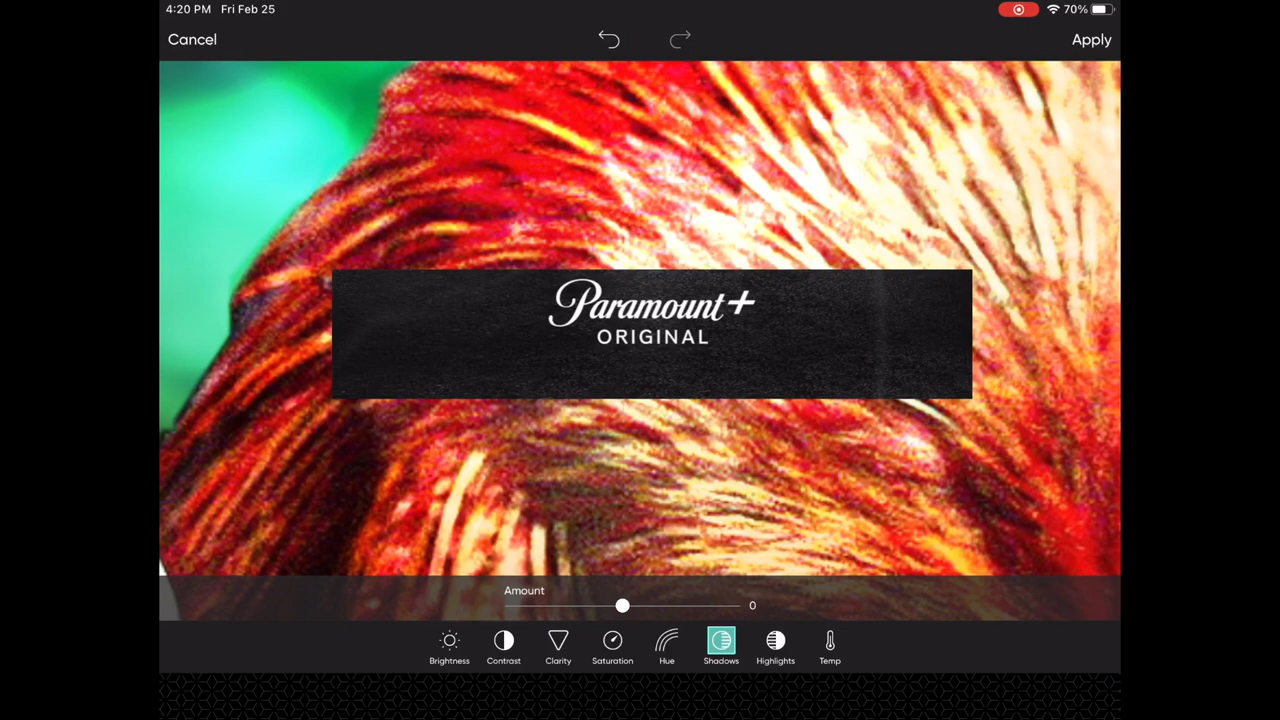 4:20 PM Fri Feb 25
70%
Cancel
Apply
Paramount+
ORIGINAL
Amount
0
Brightness
Contrast
Clarity
Saturation
Hue
Shadows
Highlights
Temp